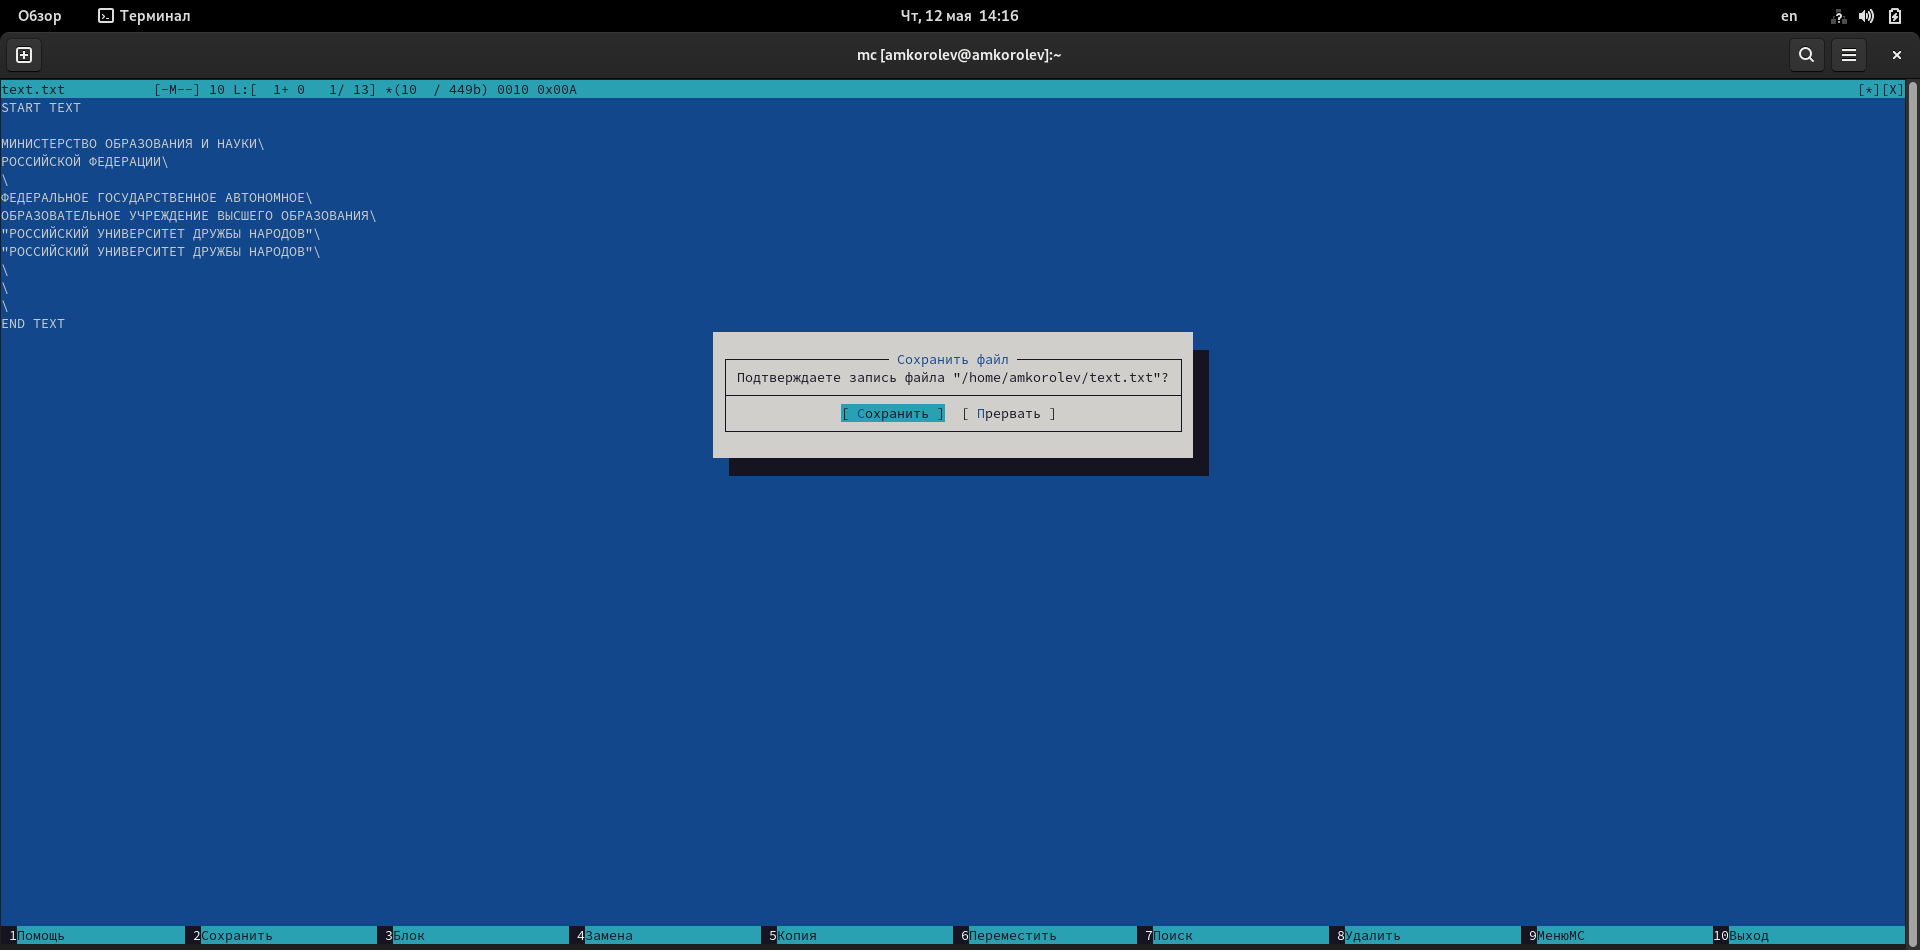 Обзор Терминал Чт, 12 мая 14:16 en
mc [amkorolev@amkorolev]:~
text.txt [-M--] 10 L:[ 1+ 0 1/ 13] *(10 / 449b) 0010 0x00A [*][X]
START TEXT
МИНИСТЕРСТВО ОБРАЗОВАНИЯ И НАУКИ\
РОССИЙСКОЙ ФЕДЕРАЦИИ\
\
ФЕДЕРАЛЬНОЕ ГОСУДАРСТВЕННОЕ АВТОНОМНОЕ\
ОБРАЗОВАТЕЛЬНОЕ УЧРЕЖДЕНИЕ ВЫСШЕГО ОБРАЗОВАНИЯ\
"РОССИЙСКИЙ УНИВЕРСИТЕТ ДРУЖБЫ НАРОДОВ"\
"РОССИЙСКИЙ УНИВЕРСИТЕТ ДРУЖБЫ НАРОДОВ"\
\
\
\
END TEXT
Сохранить файл
Подтверждаете запись файла "/home/amkorolev/text.txt"?
[ Сохранить ] [ Прервать ]
1Помощь 2Сохранить 3Блок 4Замена 5Копия 6Переместить 7Поиск 8Удалить 9МенюMC 10Выход